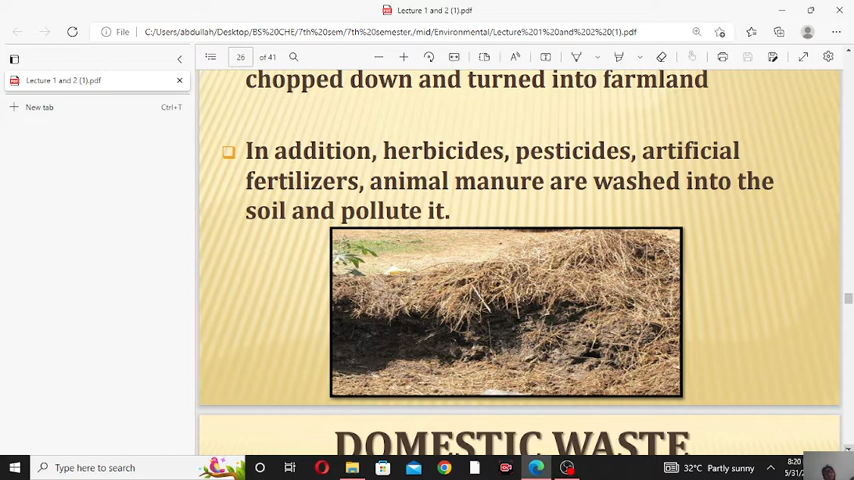 Lecture 1 and 2 (1).pdf
File
C:/Users/abdullah/Desktop/BS%20CHE/7th%20sem/7th%20semester,/mid/Environmental/Lecture%201%20and%202%20(1).pdf
26 of 41
Lecture 1 and 2 (1).pdf
New tab Ctrl+T
chopped down and turned into farmland
In addition, herbicides, pesticides, artificial
fertilizers, animal manure are washed into the
soil and pollute it.
DOMESTIC WASTE
Type here to search
32°C Partly sunny
8:20
5/31/